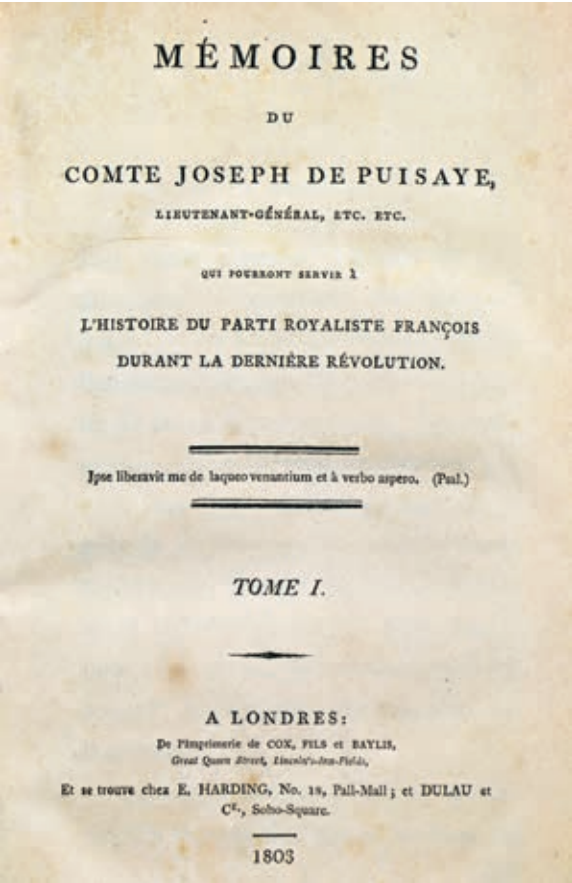 MÉMOIRES
DU
COMTE JOSEPH DE PUISAYE,
LIEUTENANT-GÉNÉRAL, ETC. ETC.
QUI POURRONT SERVIR À
L'HISTOIRE DU PARTI ROYALISTE FRANÇOIS
DURANT LA DERNIÈRE RÉVOLUTION.
Ipse liberavit me de laqueo venantium et à verbo aspero. (Psal.)
TOME I.
A LONDRES:
De l'Imprimerie de COX, FILS et BAYLIS,
Great Queen Street, Lincoln's-Inn-Fields,
Et se trouve chez E. HARDING, No. 18, Pall-Mall; et DULAU et
Cᴱ., Soho-Square.
1803